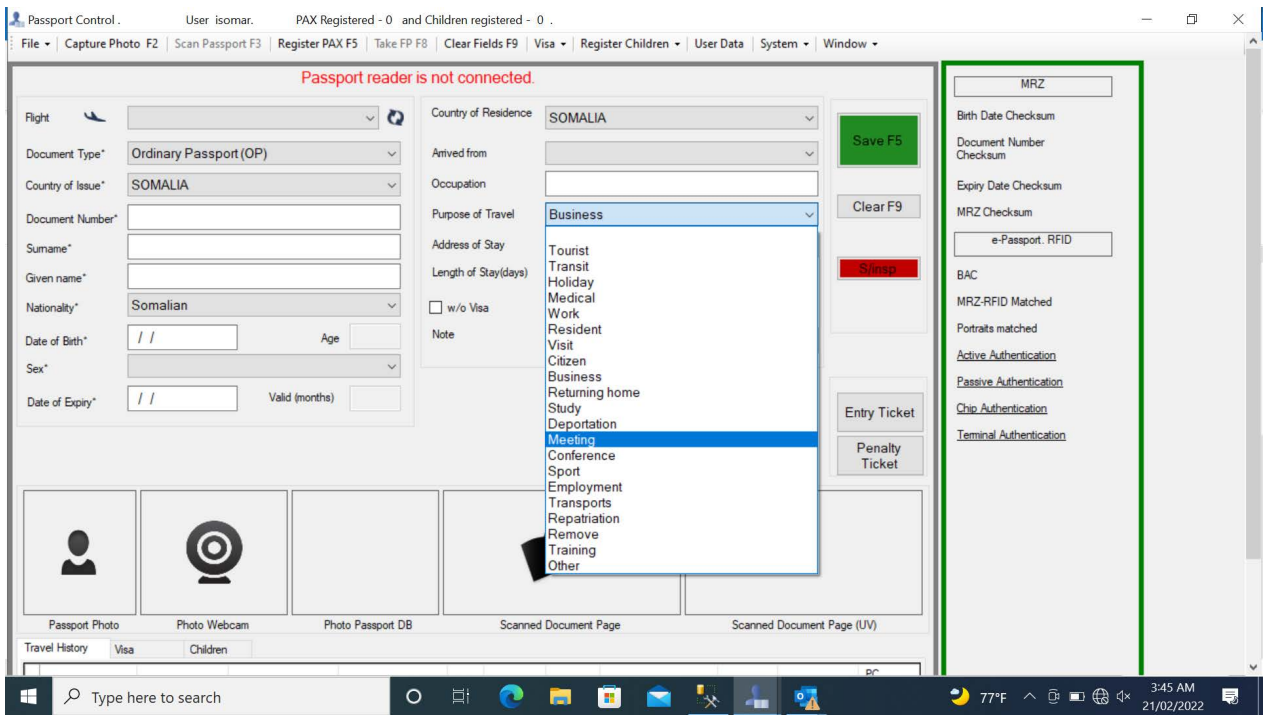 Passport Control . User isomar. PAX Registered - 0 and Children registered - 0 .
File Capture Photo F2 Scan Passport F3 Register PAX F5 Take FP F8 Clear Fields F9 Visa Register Children User Data System Window
Passport reader is not connected.
Flight
Document Type* Ordinary Passport (OP)
Country of Issue* SOMALIA
Document Number*
Surname*
Given name*
Nationality* Somalian
Date of Birth* / / Age
Sex*
Date of Expiry* / / Valid (months)
Country of Residence SOMALIA
Arrived from
Occupation
Purpose of Travel Business
Address of Stay
Length of Stay(days)
w/o Visa
Note
Tourist
Transit
Holiday
Medical
Work
Resident
Visit
Citizen
Business
Returning home
Study
Deportation
Meeting
Conference
Sport
Employment
Transports
Repatriation
Remove
Training
Other
Save F5
Clear F9
S/insp
Entry Ticket
Penalty
Ticket
MRZ
Birth Date Checksum
Document Number
Checksum
Expiry Date Checksum
MRZ Checksum
e-Passport. RFID
BAC
MRZ-RFID Matched
Portraits matched
Active Authentication
Passive Authentication
Chip Authentication
Terminal Authentication
Passport Photo Photo Webcam Photo Passport DB Scanned Document Page Scanned Document Page (UV)
Travel History Visa Children
PC
Type here to search
77°F
3:45 AM
21/02/2022